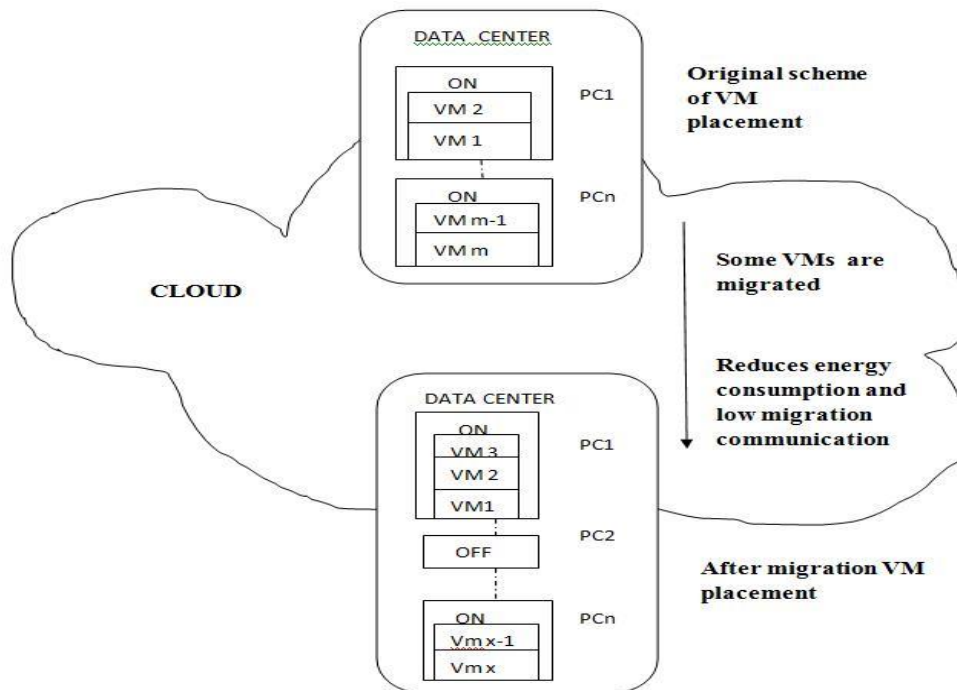 DATA CENTER
ON
PC1
VM 2
VM 1
ON
PCn
VM m-1
VM m
Original scheme
of VM
placement
CLOUD
Some VMs are
migrated
Reduces energy
consumption and
low migration
communication
DATA CENTER
ON
PC1
VM 3
VM 2
VM1
PC2
OFF
ON
PCn
Vm x-1
Vm x
After migration VM
placement